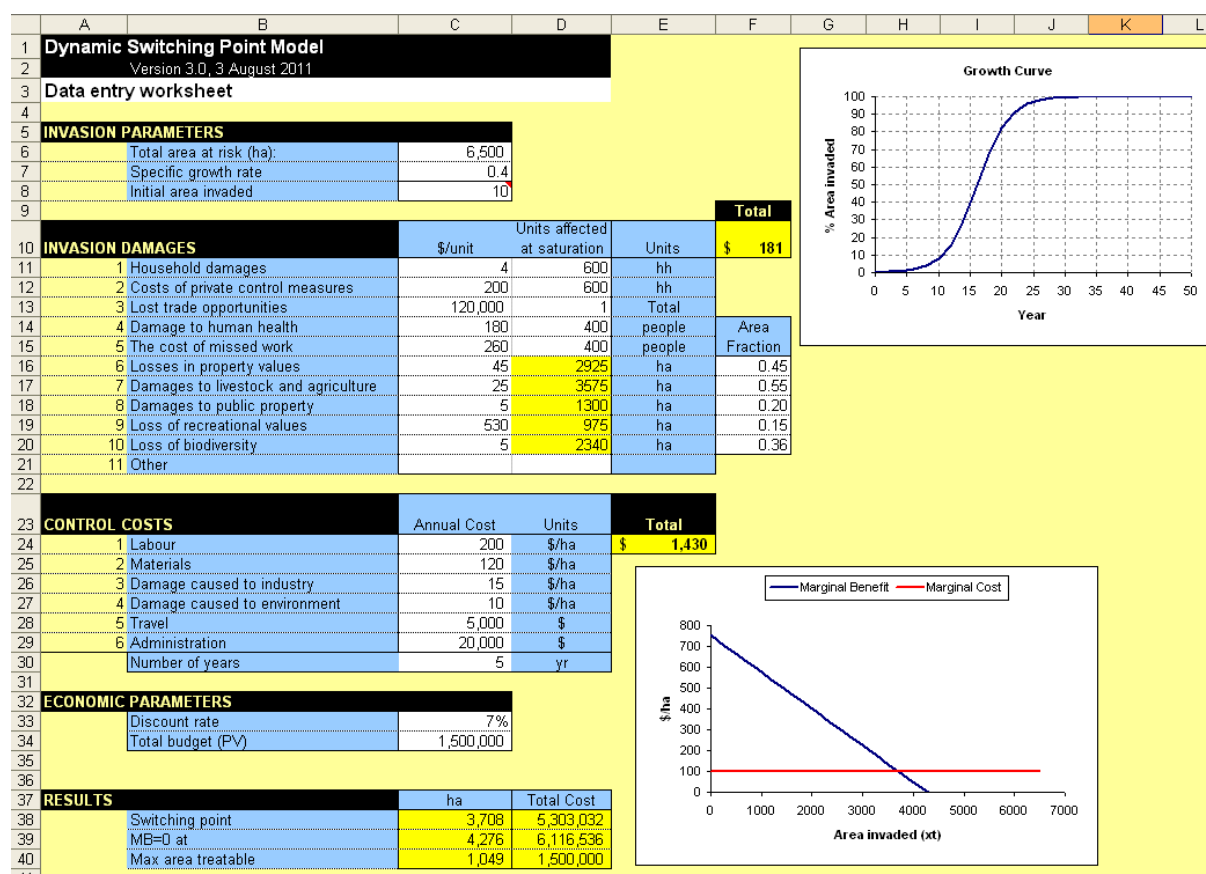 A B C D E F G H I J K L
1 Dynamic Switching Point Model
2 Version 3.0, 3 August 2011
3 Data entry worksheet
4
5 INVASION PARAMETERS
6 Total area at risk (ha): 6,500
7 Specific growth rate 0.4
8 Initial area invaded 10
9 Total
10 INVASION DAMAGES $/unit Units affected at saturation Units $ 181
11 1 Household damages 4 600 hh
12 2 Costs of private control measures 200 600 hh
13 3 Lost trade opportunities 120,000 1 Total
14 4 Damage to human health 180 400 people Area
15 5 The cost of missed work 260 400 people Fraction
16 6 Losses in property values 45 2925 ha 0.45
17 7 Damages to livestock and agriculture 25 3575 ha 0.55
18 8 Damages to public property 5 1300 ha 0.20
19 9 Loss of recreational values 530 975 ha 0.15
20 10 Loss of biodiversity 5 2340 ha 0.36
21 11 Other
22
23 CONTROL COSTS Annual Cost Units Total
24 1 Labour 200 $/ha $ 1,430
25 2 Materials 120 $/ha
26 3 Damage caused to industry 15 $/ha
27 4 Damage caused to environment 10 $/ha
28 5 Travel 5,000 $
29 6 Administration 20,000 $
30 Number of years 5 yr
31
32 ECONOMIC PARAMETERS
33 Discount rate 7%
34 Total budget (PV) 1,500,000
35
36
37 RESULTS ha Total Cost
38 Switching point 3,708 5,303,032
39 MB=0 at 4,276 6,116,536
40 Max area treatable 1,049 1,500,000
Growth Curve
% Area invaded
100
90
80
70
60
50
40
30
20
10
0
0 5 10 15 20 25 30 35 40 45 50
Year
Marginal Benefit Marginal Cost
$/ha
800
700
600
500
400
300
200
100
0
0 1000 2000 3000 4000 5000 6000 7000
Area invaded (xt)